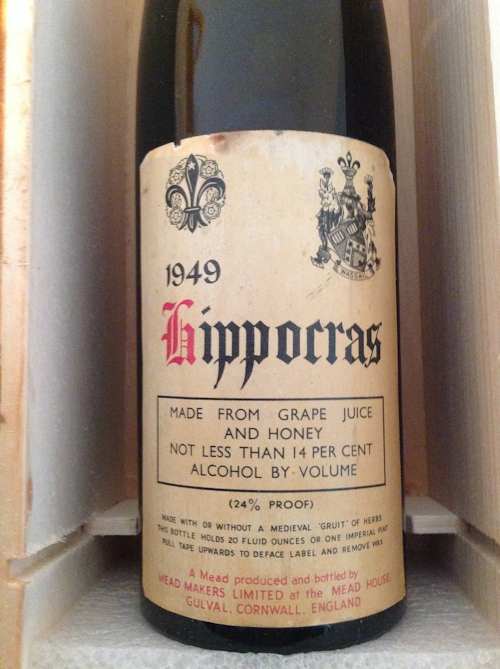 WASSAIL
1949
Hippocras
MADE FROM GRAPE JUICE
AND HONEY
NOT LESS THAN 14 PER CENT
ALCOHOL BY · VOLUME
(24% PROOF)
MADE WITH OR WITHOUT A MEDIEVAL 'GRUIT' OF HERBS
THIS BOTTLE HOLDS 20 FLUID OUNCES OR ONE IMPERIAL PINT
PULL TAPE UPWARDS TO DEFACE LABEL AND REMOVE WAX
A Mead produced and bottled by
MEAD MAKERS LIMITED at the MEAD HOUSE,
GULVAL, CORNWALL, ENGLAND